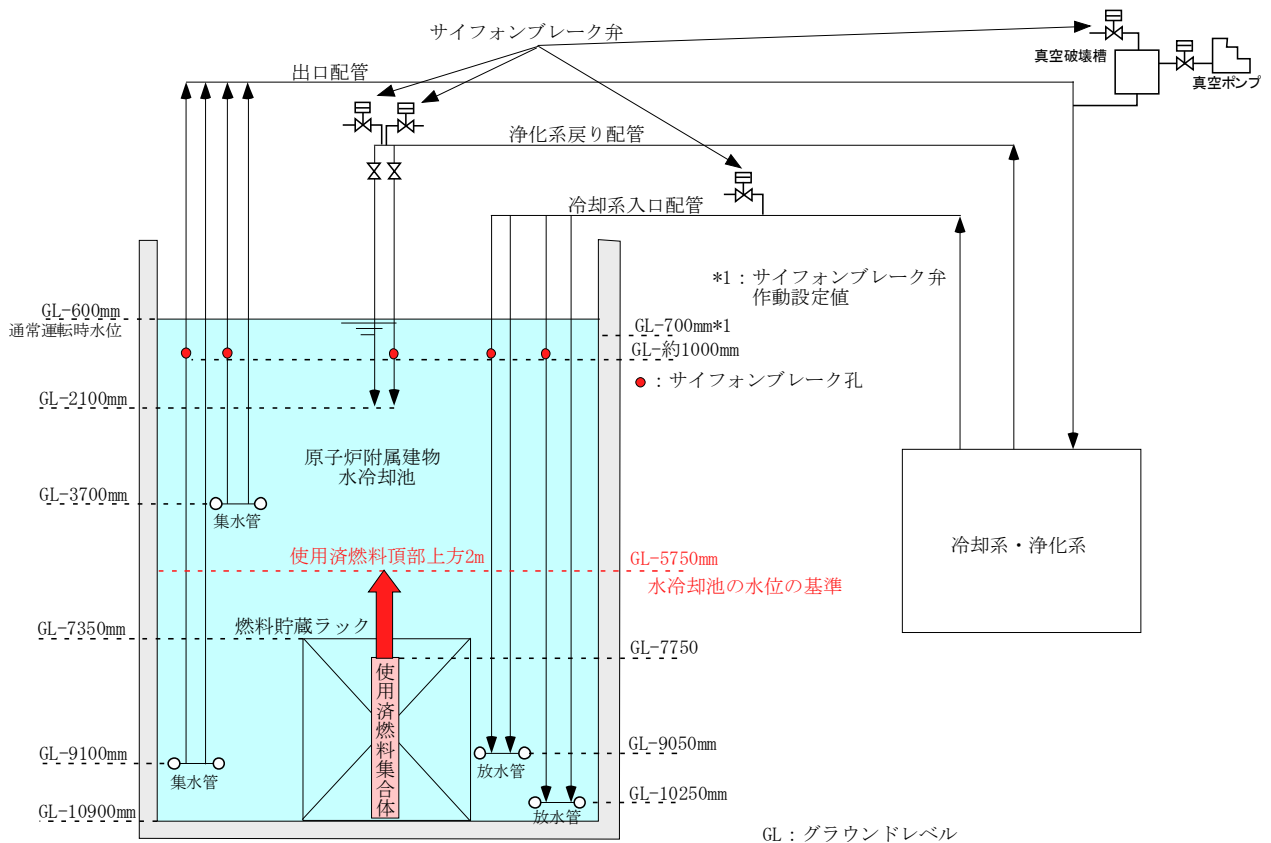 サイフォンブレーク弁
真空破壊槽
真空ポンプ
出口配管
浄化系戻り配管
冷却系入口配管
*1：サイフォンブレーク弁
作動設定値
GL-600mm
通常運転時水位
GL-700mm*1
GL-約1000mm
●：サイフォンブレーク孔
GL-2100mm
原子炉附属建物
水冷却池
GL-3700mm
集水管
使用済燃料頂部上方2m
GL-5750mm
水冷却池の水位の基準
冷却系・浄化系
GL-7350mm
燃料貯蔵ラック
GL-7750
使用済燃料集合体
GL-9050mm
放水管
GL-9100mm
集水管
GL-10250mm
放水管
GL-10900mm
GL：グラウンドレベル